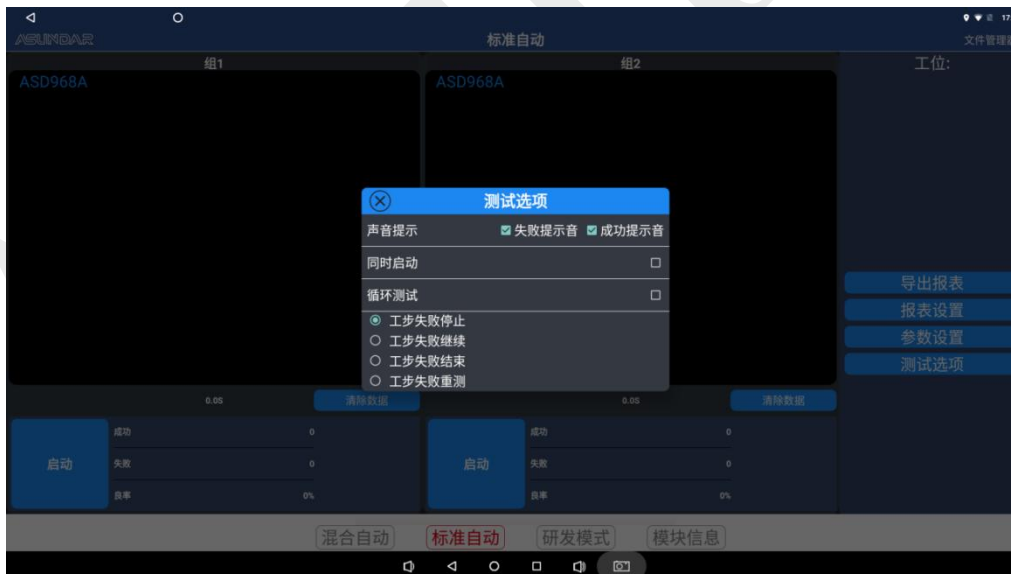 17
ASUNDAR
标准自动
文件管理
组1
组2
工位:
ASD968A
ASD968A
测试选项
声音提示 失败提示音 成功提示音
同时启动
循环测试
工步失败停止
工步失败继续
工步失败结束
工步失败重测
导出报表
报表设置
参数设置
测试选项
0.0S
清除数据
0.0S
清除数据
启动
成功 0
失败 0
良率 0%
启动
成功 0
失败 0
良率 0%
混合自动 标准自动 研发模式 模块信息